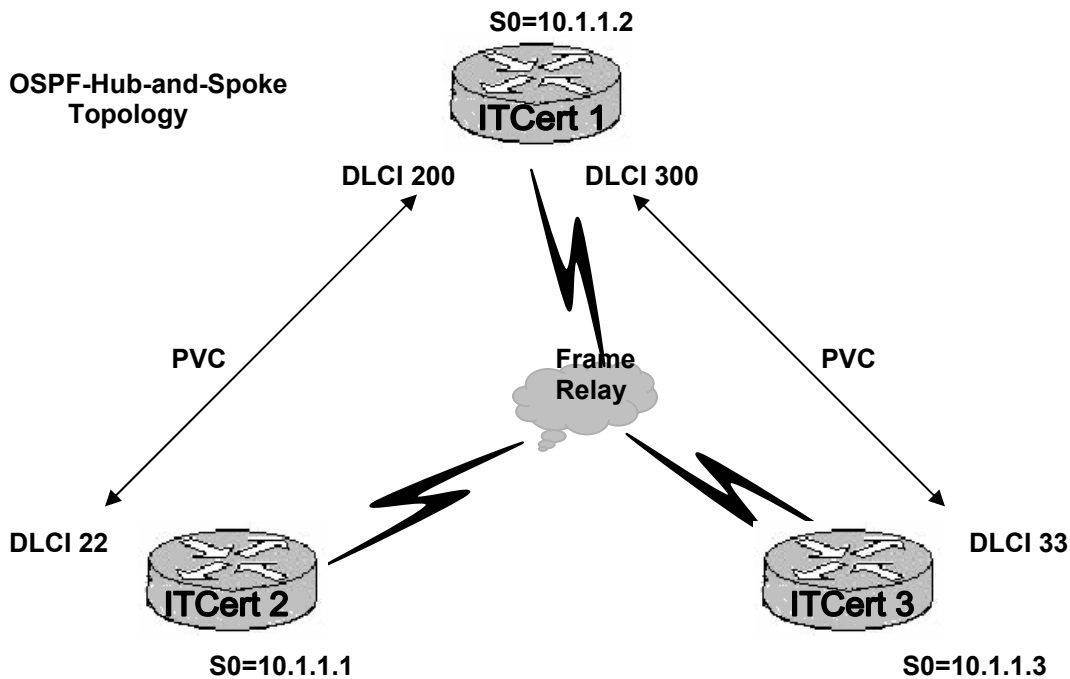 S0=10.1.1.2
OSPF-Hub-and-Spoke
Topology
ITCert 1
DLCI 200
DLCI 300
PVC
Frame
Relay
PVC
DLCI 22
DLCI 33
ITCert 2
ITCert 3
S0=10.1.1.1
S0=10.1.1.3